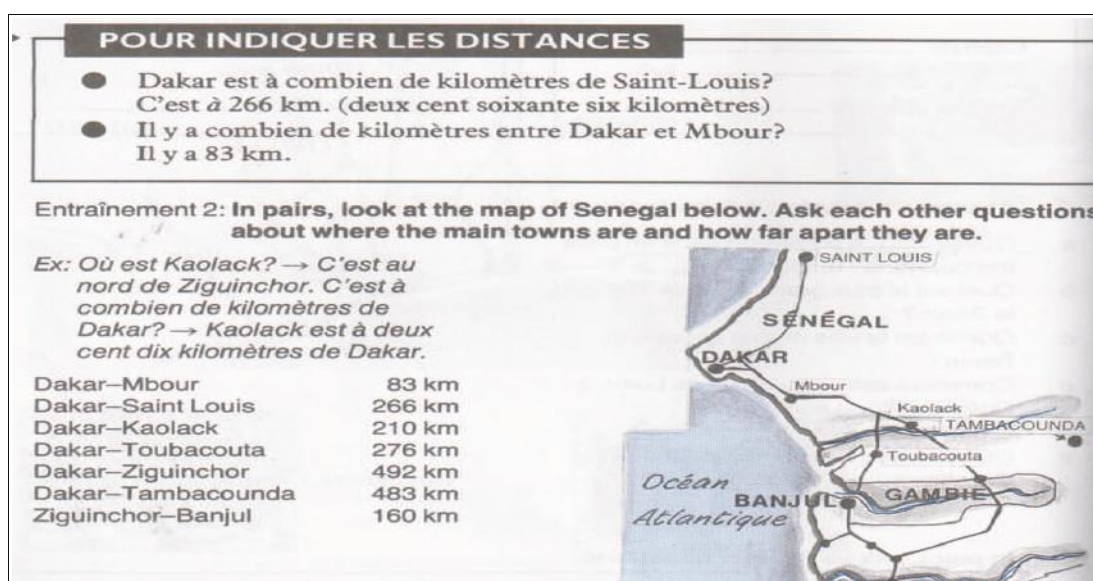 POUR INDIQUER LES DISTANCES
● Dakar est à combien de kilomètres de Saint-Louis?
C'est à 266 km. (deux cent soixante six kilomètres)
● Il y a combien de kilomètres entre Dakar et Mbour?
Il y a 83 km.
Entraînement 2: In pairs, look at the map of Senegal below. Ask each other questions
about where the main towns are and how far apart they are.
Ex: Où est Kaolack? → C'est au
nord de Ziguinchor. C'est à
combien de kilomètres de
Dakar? → Kaolack est à deux
cent dix kilomètres de Dakar.
Dakar–Mbour 83 km
Dakar–Saint Louis 266 km
Dakar–Kaolack 210 km
Dakar–Toubacouta 276 km
Dakar–Ziguinchor 492 km
Dakar–Tambacounda 483 km
Ziguinchor–Banjul 160 km
SAINT LOUIS
SÉNÉGAL
DAKAR
Mbour
Kaolack
TAMBACOUNDA
Toubacouta
Océan
Atlantique
BANJUL
GAMBIE